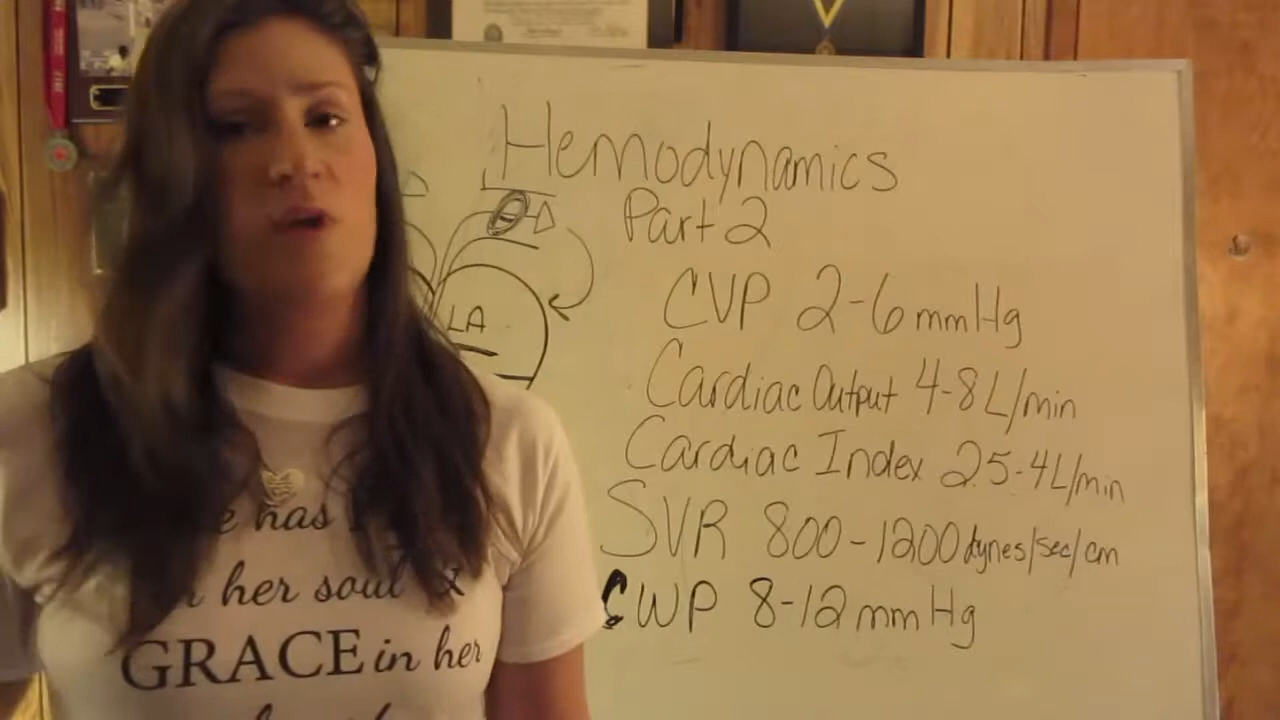 Hemodynamics
Part 2
CVP 2-6 mmHg
Cardiac Output 4-8 L/min
Cardiac Index 2.5-4 L/min
SVR 800-1200 dynes/sec/cm
CWP 8-12 mmHg
LA
e has
her soul &
GRACE in her